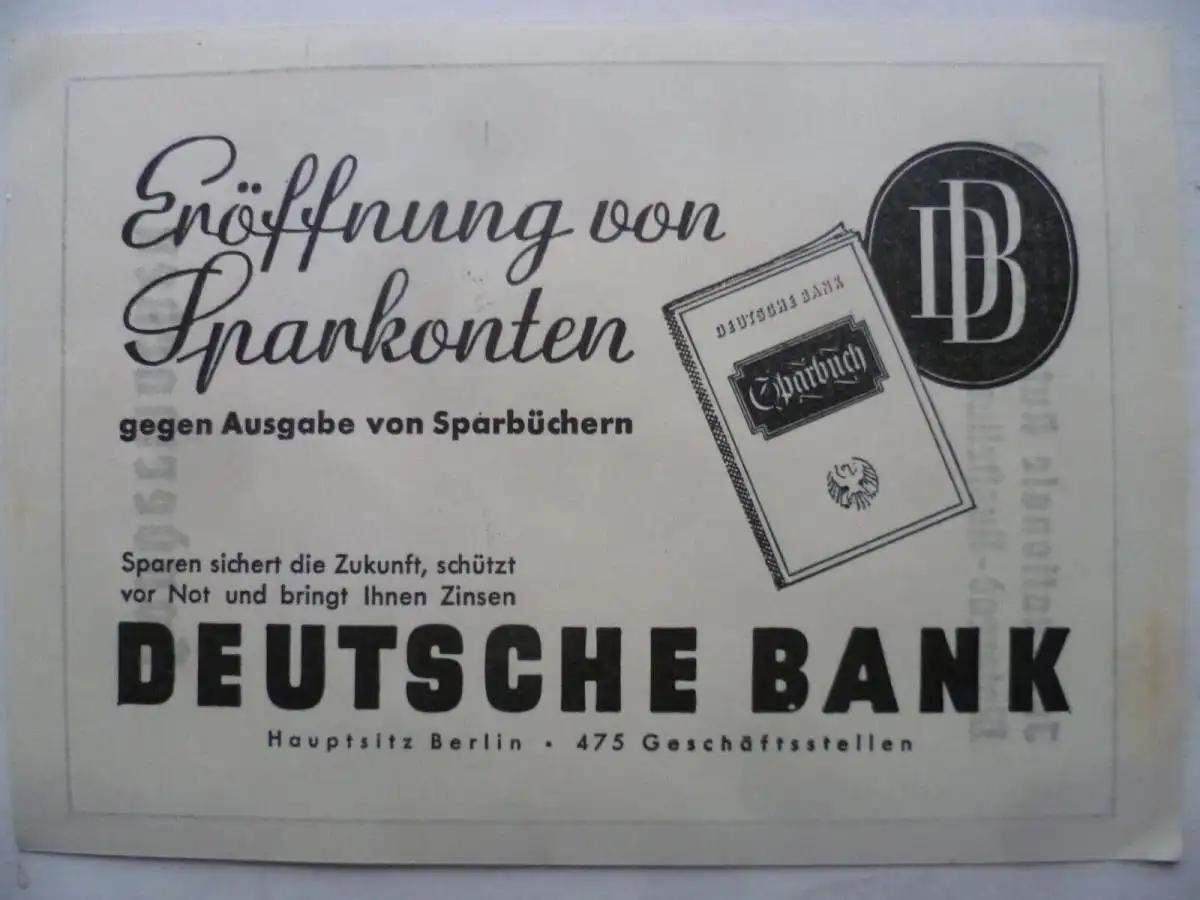 Eröffnung von
Sparkonten
gegen Ausgabe von Sparbüchern
DB
DEUTSCHE BANK
Sparbuch
Sparen sichert die Zukunft, schützt
vor Not und bringt Ihnen Zinsen
DEUTSCHE BANK
Hauptsitz Berlin · 475 Geschäftsstellen